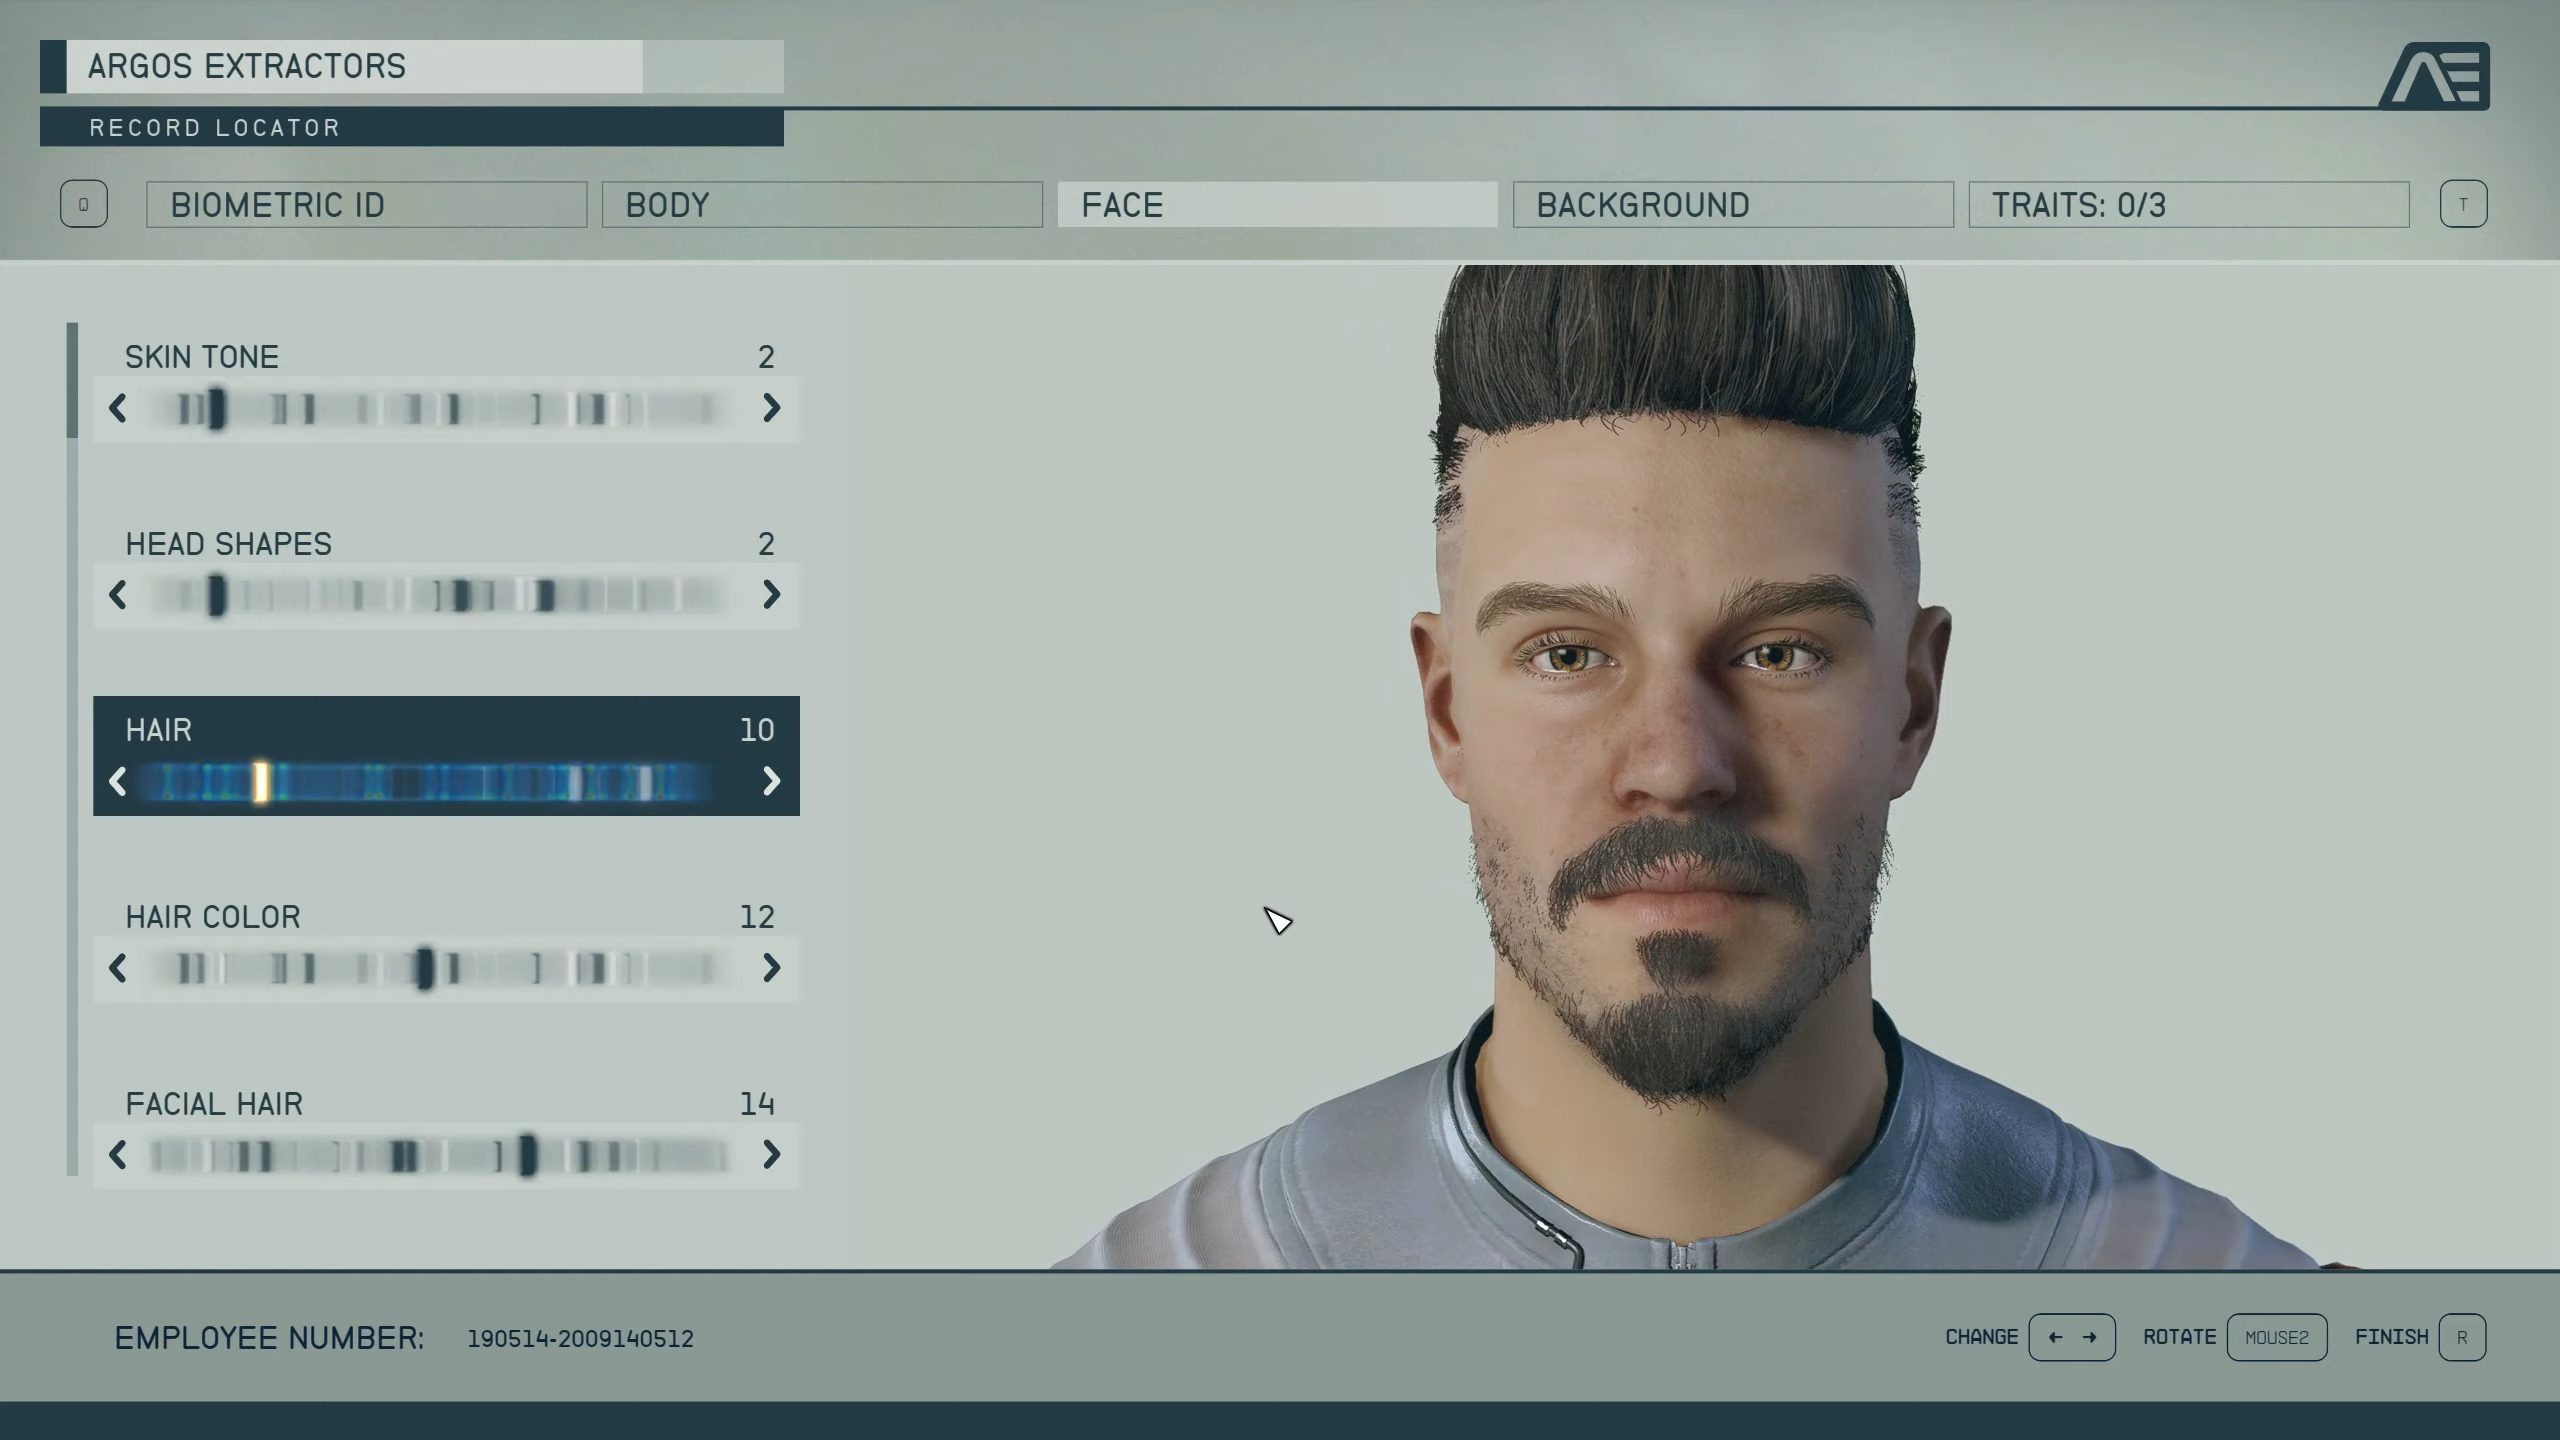 ARGOS EXTRACTORS
AE
RECORD LOCATOR
Q BIOMETRIC ID BODY FACE BACKGROUND TRAITS: 0/3 T
SKIN TONE 2
HEAD SHAPES 2
HAIR 10
HAIR COLOR 12
FACIAL HAIR 14
EMPLOYEE NUMBER: 190514-2009140512 CHANGE ← → ROTATE MOUSE2 FINISH R